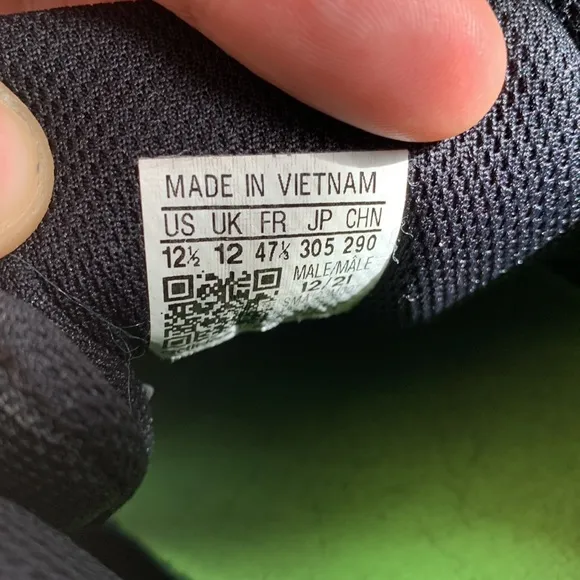 MADE IN VIETNAM
US UK FR JP CHN
12½ 12 47⅓ 305 290
MALE/MÂLE
12/21